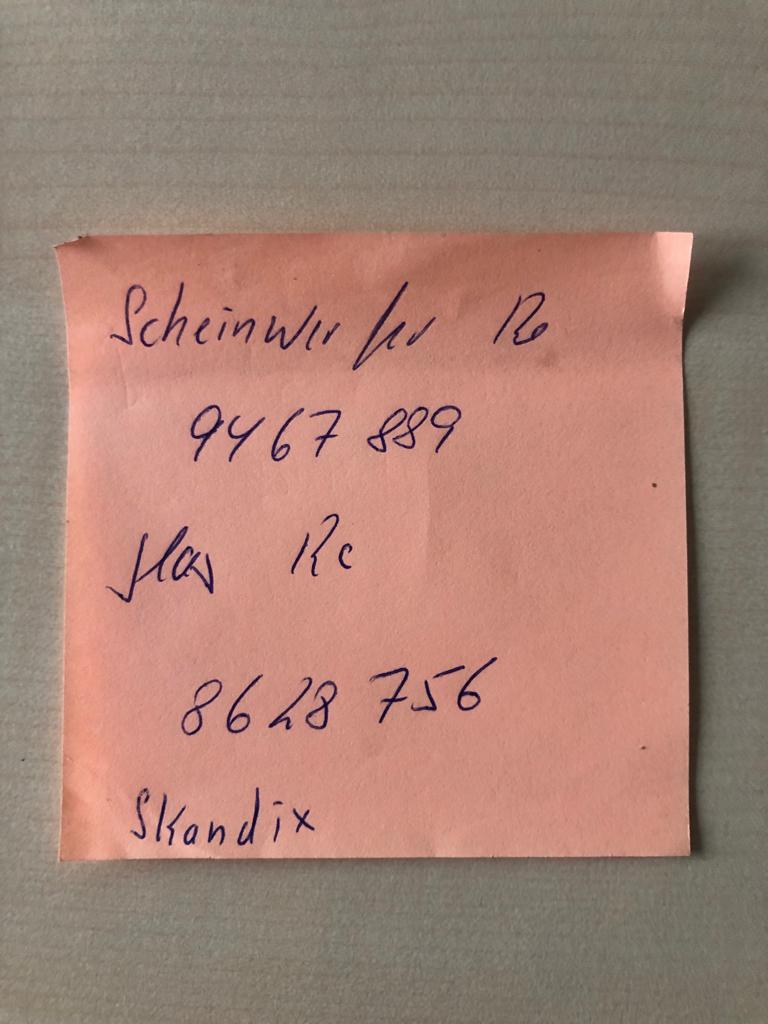 Scheinwerfer Re
9467 889
Glas Re
8628 756
Skandix